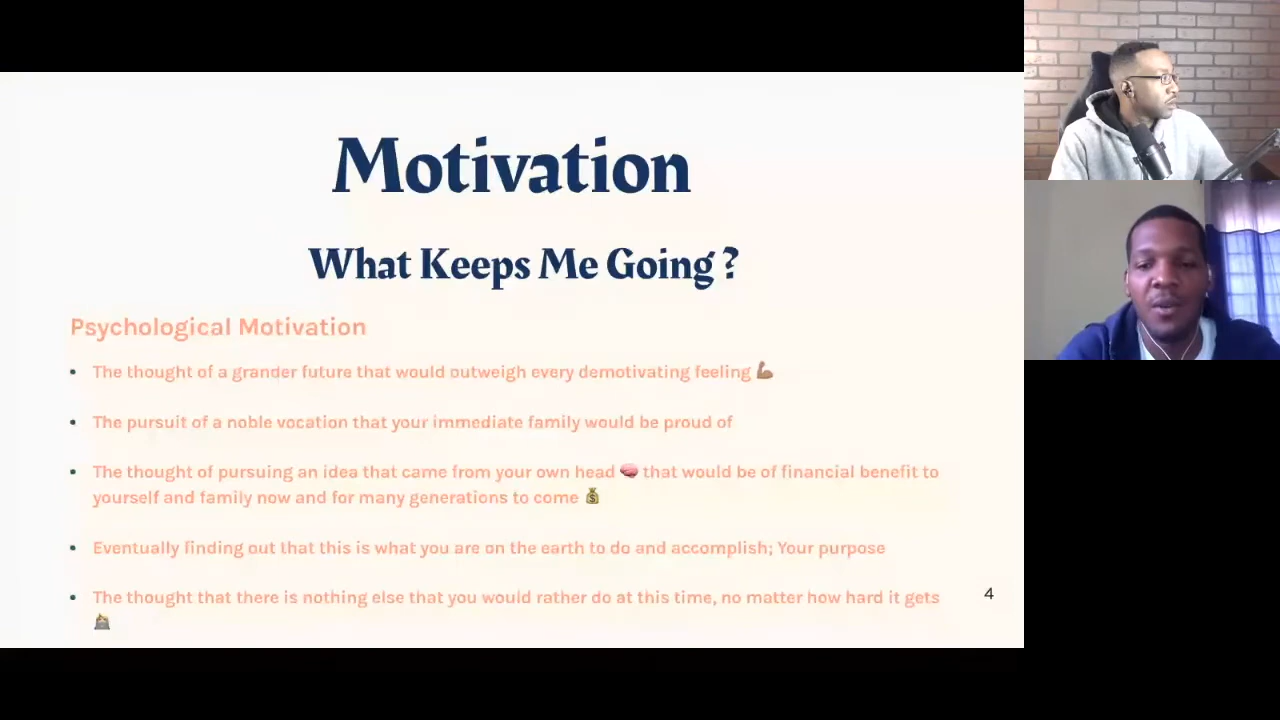 Motivation
What Keeps Me Going ?
Psychological Motivation
• The thought of a grander future that would outweigh every demotivating feeling 💪🏽
• The pursuit of a noble vocation that your immediate family would be proud of
• The thought of pursuing an idea that came from your own head 🧠 that would be of financial benefit to
yourself and family now and for many generations to come 💰
• Eventually finding out that this is what you are on the earth to do and accomplish; Your purpose
• The thought that there is nothing else that you would rather do at this time, no matter how hard it gets
4